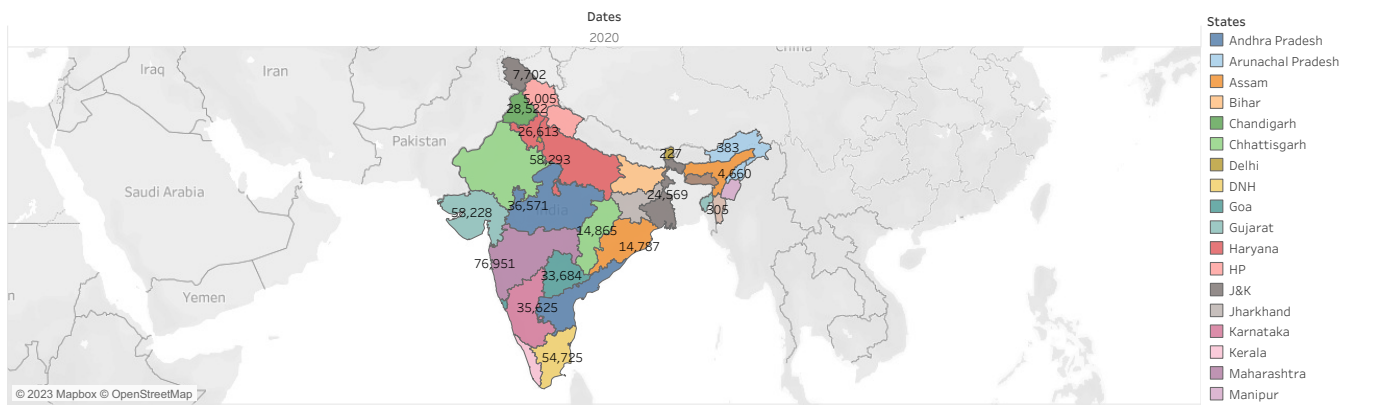 Dates
2020
China
Iraq
Iran
Pakistan
Saudi Arabia
Yemen
n
7,702
5,005
28,522
26,613
58,293
227
383
4,660
24,569
305
58,228
36,571
India
14,865
14,787
76,951
33,684
35,625
54,725
© 2023 Mapbox © OpenStreetMap
States
Andhra Pradesh
Arunachal Pradesh
Assam
Bihar
Chandigarh
Chhattisgarh
Delhi
DNH
Goa
Gujarat
Haryana
HP
J&K
Jharkhand
Karnataka
Kerala
Maharashtra
Manipur